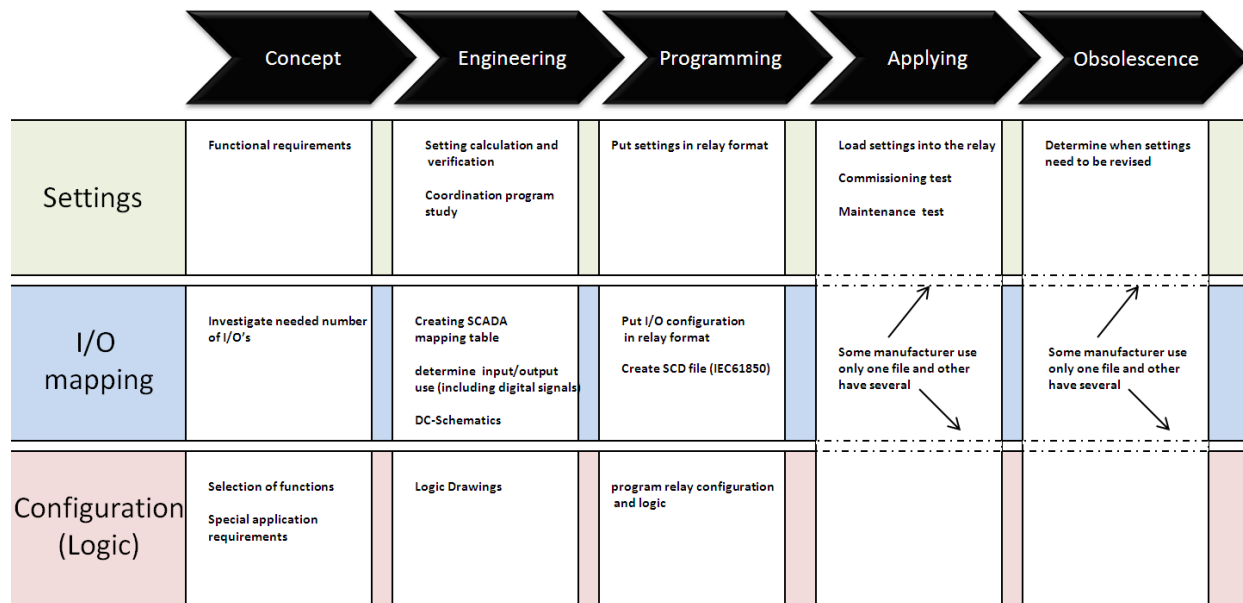 Concept
Engineering
Programming
Applying
Obsolescence
Settings
Functional requirements
Setting calculation and
verification
Coordination program
study
Put settings in relay format
Load settings into the relay
Commissioning test
Maintenance test
Determine when settings
need to be revised
I/O
mapping
Investigate needed number
of I/O's
Creating SCADA
mapping table
determine input/output
use (including digital signals)
DC-Schematics
Put I/O configuration
in relay format
Create SCD file (IEC61850)
Some manufacturer use
only one file and other
have several
Some manufacturer use
only one file and other
have several
Configuration
(Logic)
Selection of functions
Special application
requirements
Logic Drawings
program relay configuration
and logic